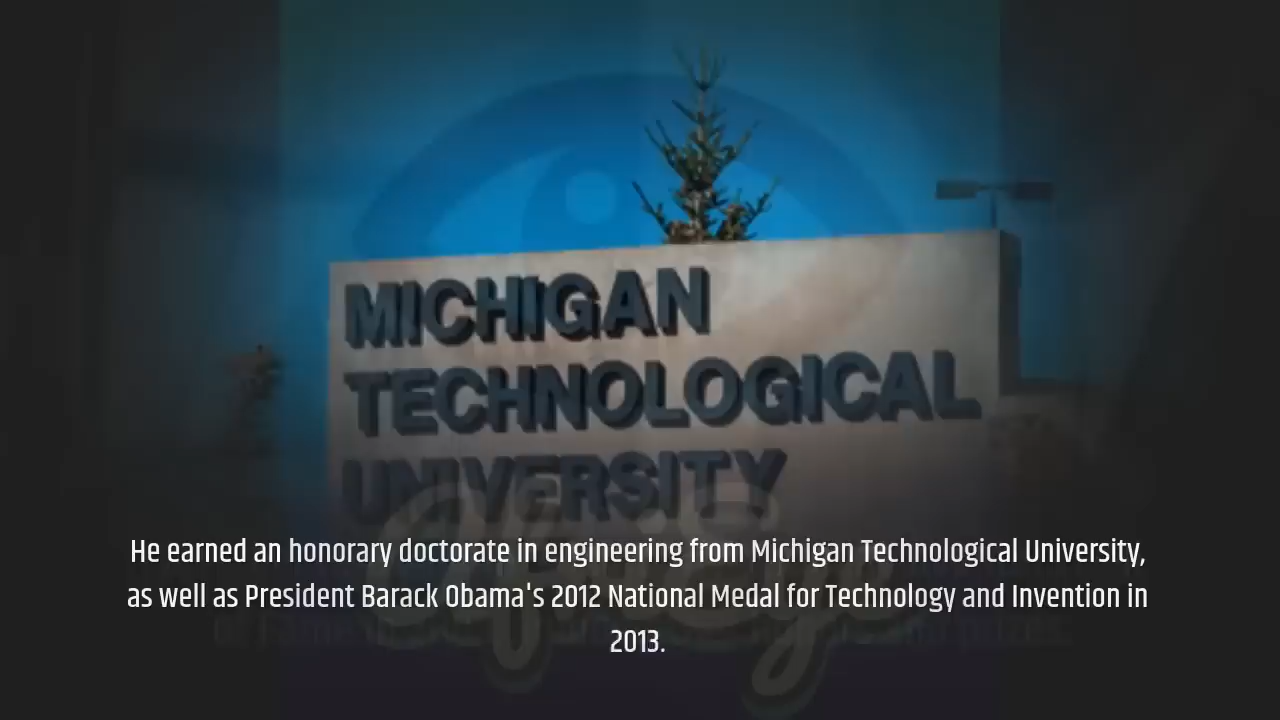 MICHIGAN
TECHNOLOGICAL
UNIVERSITY
AfriEye
He earned an honorary doctorate in engineering from Michigan Technological University,
as well as President Barack Obama's 2012 National Medal for Technology and Invention in
2013.